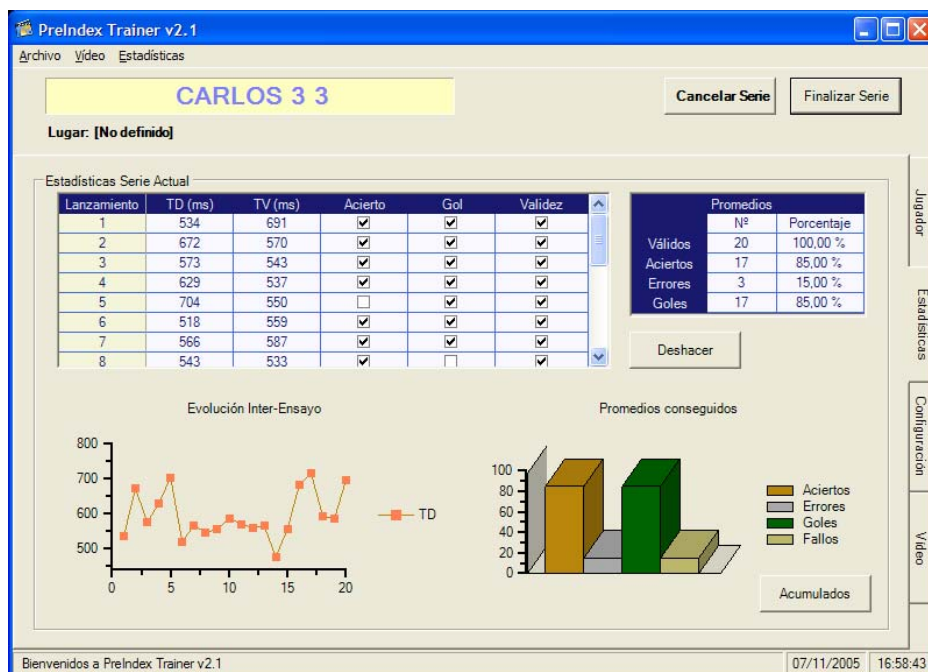 PreIndex Trainer v2.1
Archivo Vídeo Estadísticas
CARLOS 3 3
Cancelar Serie
Finalizar Serie
Lugar: [No definido]
Estadísticas Serie Actual
Lanzamiento TD (ms) TV (ms) Acierto Gol Validez
1 534 691
2 672 570
3 573 543
4 629 537
5 704 550
6 518 559
7 566 587
8 543 533
Promedios
Nº Porcentaje
Válidos 20 100,00 %
Aciertos 17 85,00 %
Errores 3 15,00 %
Goles 17 85,00 %
Deshacer
Jugador
Estadísticas
Configuración
Vídeo
Evolución Inter-Ensayo
800
700
600
500
0 5 10 15 20
TD
Promedios conseguidos
100
80
60
40
20
0
Aciertos
Errores
Goles
Fallos
Acumulados
Bienvenidos a PreIndex Trainer v2.1
07/11/2005 16:58:43